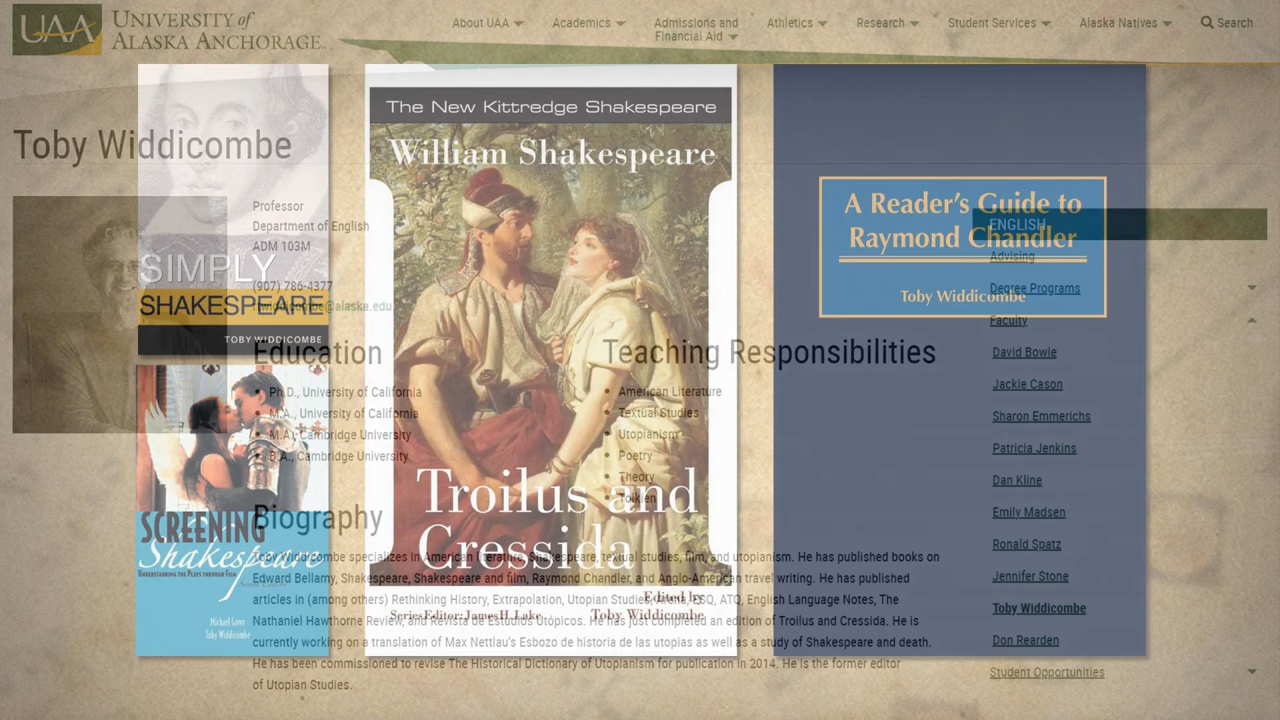 UAA
UNIVERSITY of
ALASKA ANCHORAGE
About UAA
Academics
Admissions and
Financial Aid
Athletics
Research
Student Services
Alaska Natives
Search
Toby Widdicombe
Professor
Department of English
ADM 103M
(907) 786-4377
@alaska.edu
Education
Ph.D., University of California
M.A., University of California
M.A., Cambridge University
B.A., Cambridge University
Teaching Responsibilities
American Literature
Textual Studies
Utopianism
Poetry
Theory
Tolkien
Biography
Toby Widdicombe specializes in American literature, Shakespeare, textual studies, film, and utopianism. He has published books on
Edward Bellamy, Shakespeare, Shakespeare and film, Raymond Chandler, and Anglo-American travel writing. He has published
articles in (among others) Rethinking History, Extrapolation, Utopian Studies, ATQ, English Language Notes, The
Nathaniel Hawthorne Review, and Revista de Estudios Utópicos. He has just completed an edition of Troilus and Cressida. He is
currently working on a translation of Max Nettlau's Esbozo de historia de las utopias as well as a study of Shakespeare and death.
He has been commissioned to revise The Historical Dictionary of Utopianism for publication in 2014. He is the former editor
of Utopian Studies.
SIMPLY
SHAKESPEARE
TOBY WIDDICOMBE
SCREENING
Shakespeare
UNDERSTANDING THE PLAYS THROUGH FILM
Michael Greer
Toby Widdicombe
The New Kittredge Shakespeare
William Shakespeare
Troilus and
Cressida
Edited by
Series Editor: James H. Lake
Toby Widdicombe
A Reader's Guide to
Raymond Chandler
Toby Widdicombe
ENGLISH
Advising
Degree Programs
Faculty
David Bowie
Jackie Cason
Sharon Emmerichs
Patricia Jenkins
Dan Kline
Emily Madsen
Ronald Spatz
Jennifer Stone
Toby Widdicombe
Don Rearden
Student Opportunities